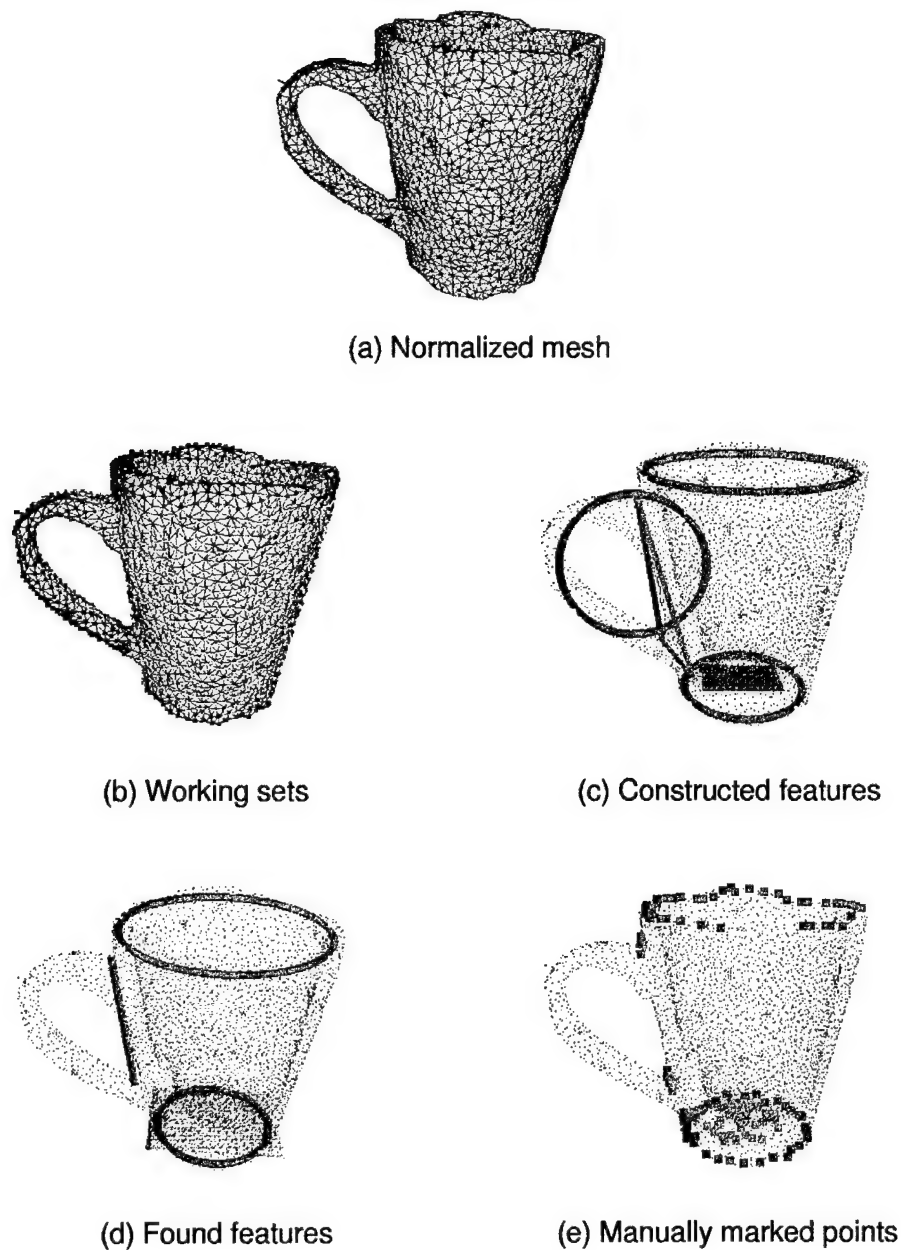 (a) Normalized mesh
(b) Working sets
(c) Constructed features
(d) Found features
(e) Manually marked points